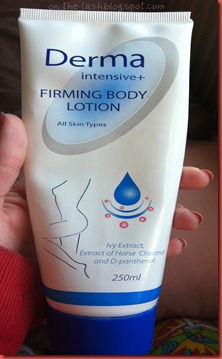 on the lash.blogspot.com
Derma
intensive+
FIRMING BODY
LOTION
All Skin Types
Ivy Extract,
Extract of Horse Chestnut
and D-panthenol
250ml